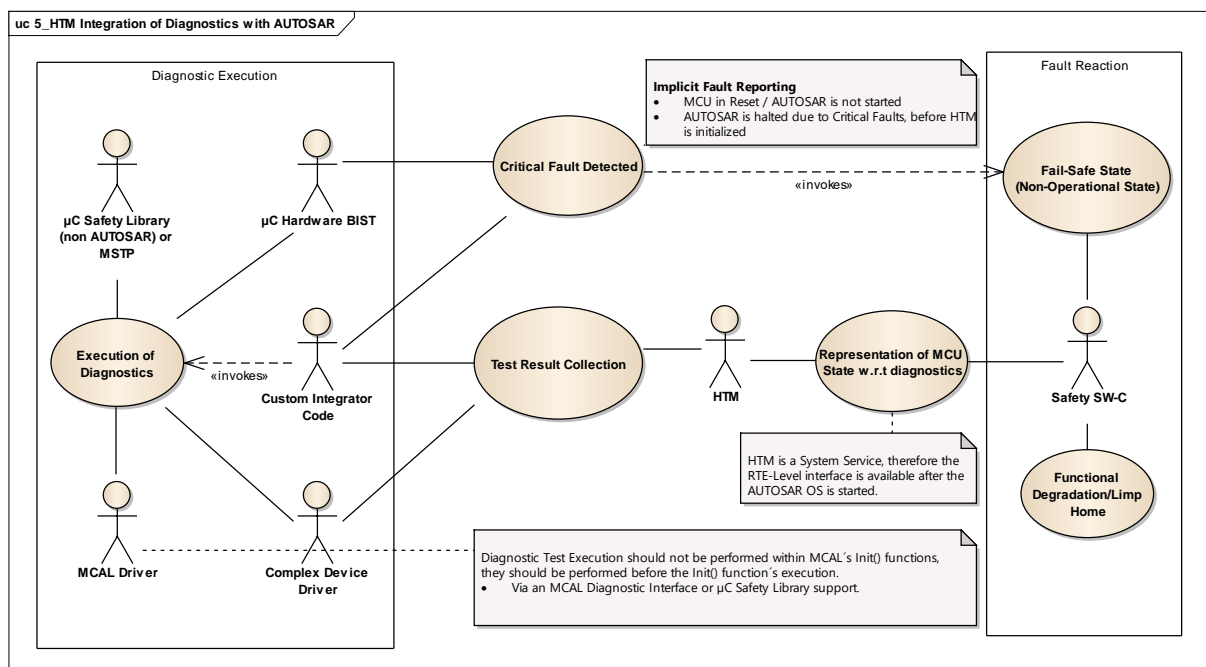 uc 5_HTM Integration of Diagnostics with AUTOSAR
Diagnostic Execution
Fault Reaction
Implicit Fault Reporting
• MCU in Reset / AUTOSAR is not started
• AUTOSAR is halted due to Critical Faults, before HTM
is initialized
Critical Fault Detected
«invokes»
Fail-Safe State
(Non-Operational State)
µC Safety Library
(non AUTOSAR) or
MSTP
µC Hardware BIST
Execution of
Diagnostics
«invokes»
Custom Integrator
Code
Test Result Collection
HTM
Representation of MCU
State w.r.t diagnostics
Safety SW-C
HTM is a System Service, therefore the
RTE-Level interface is available after the
AUTOSAR OS is started.
Functional
Degradation/Limp
Home
MCAL Driver
Complex Device
Driver
Diagnostic Test Execution should not be performed within MCAL´s Init() functions,
they should be performed before the Init() function´s execution.
• Via an MCAL Diagnostic Interface or µC Safety Library support.